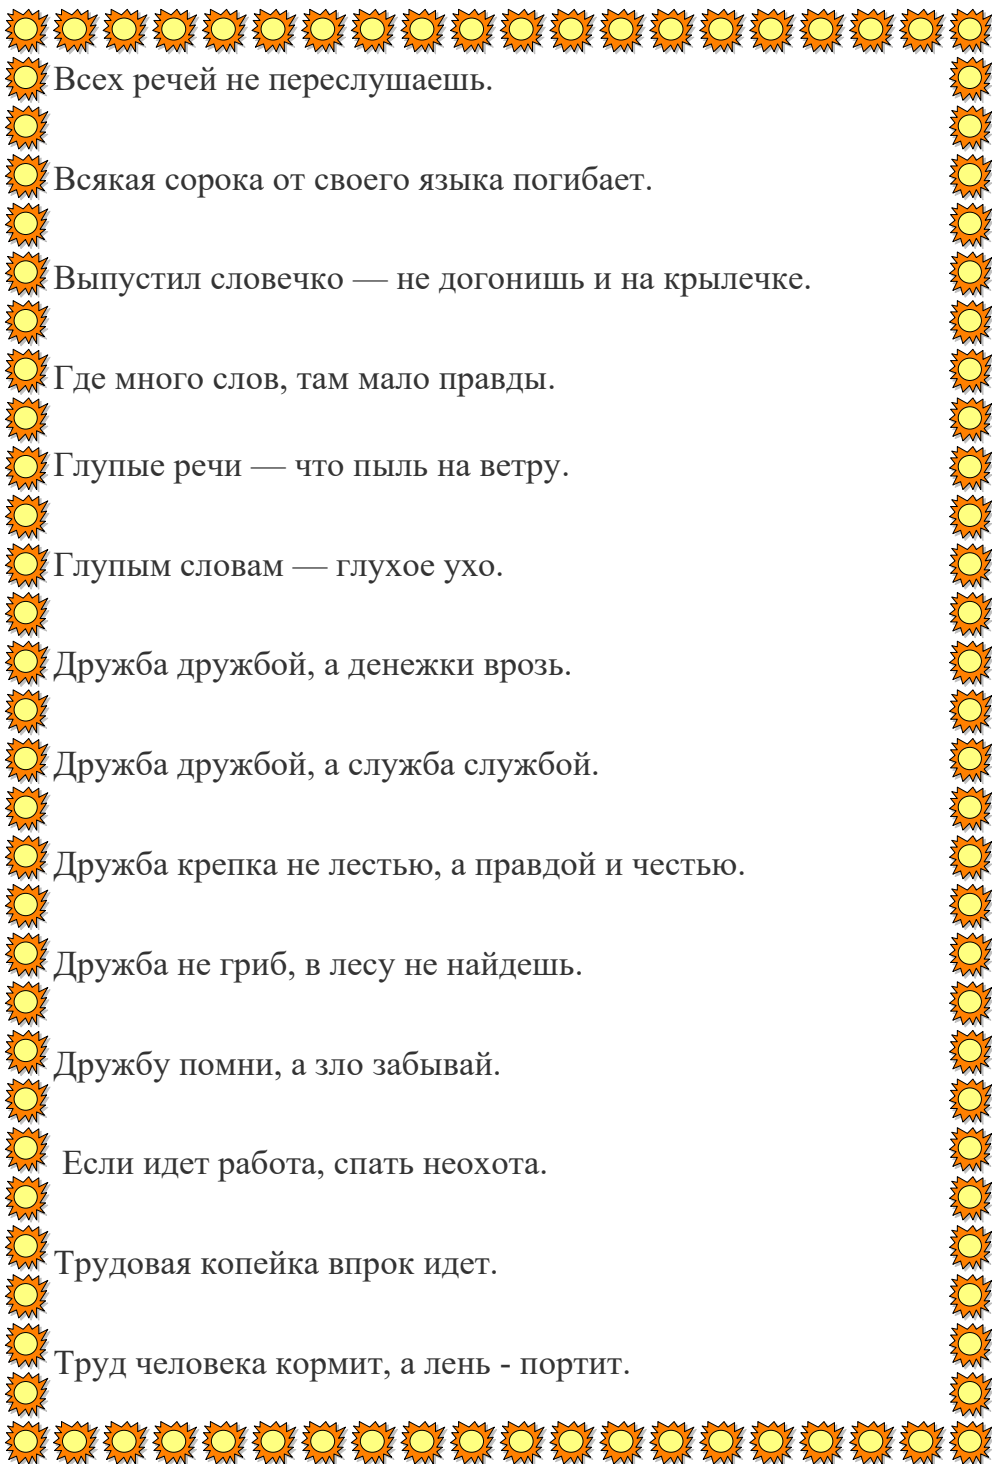 Всех речей не переслушаешь.
Всякая сорока от своего языка погибает.
Выпустил словечко — не догонишь и на крылечке.
Где много слов, там мало правды.
Глупые речи — что пыль на ветру.
Глупым словам — глухое ухо.
Дружба дружбой, а денежки врозь.
Дружба дружбой, а служба службой.
Дружба крепка не лестью, а правдой и честью.
Дружба не гриб, в лесу не найдешь.
Дружбу помни, а зло забывай.
Если идет работа, спать неохота.
Трудовая копейка впрок идет.
Труд человека кормит, а лень - портит.